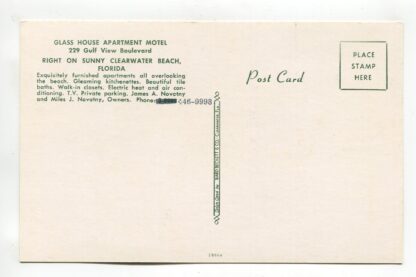 GLASS HOUSE APARTMENT MOTEL
229 Gulf View Boulevard
RIGHT ON SUNNY CLEARWATER BEACH,
FLORIDA
Exquisitely furnished apartments all overlooking
the beach. Gleaming kitchenettes. Beautiful tile
baths. Walk-in closets. Electric heat and air con-
ditioning. T.V. Private parking. James A. Novotny
and Miles J. Novotny, Owners. Phone 446-9998
Post Card
PLACE
STAMP
HERE